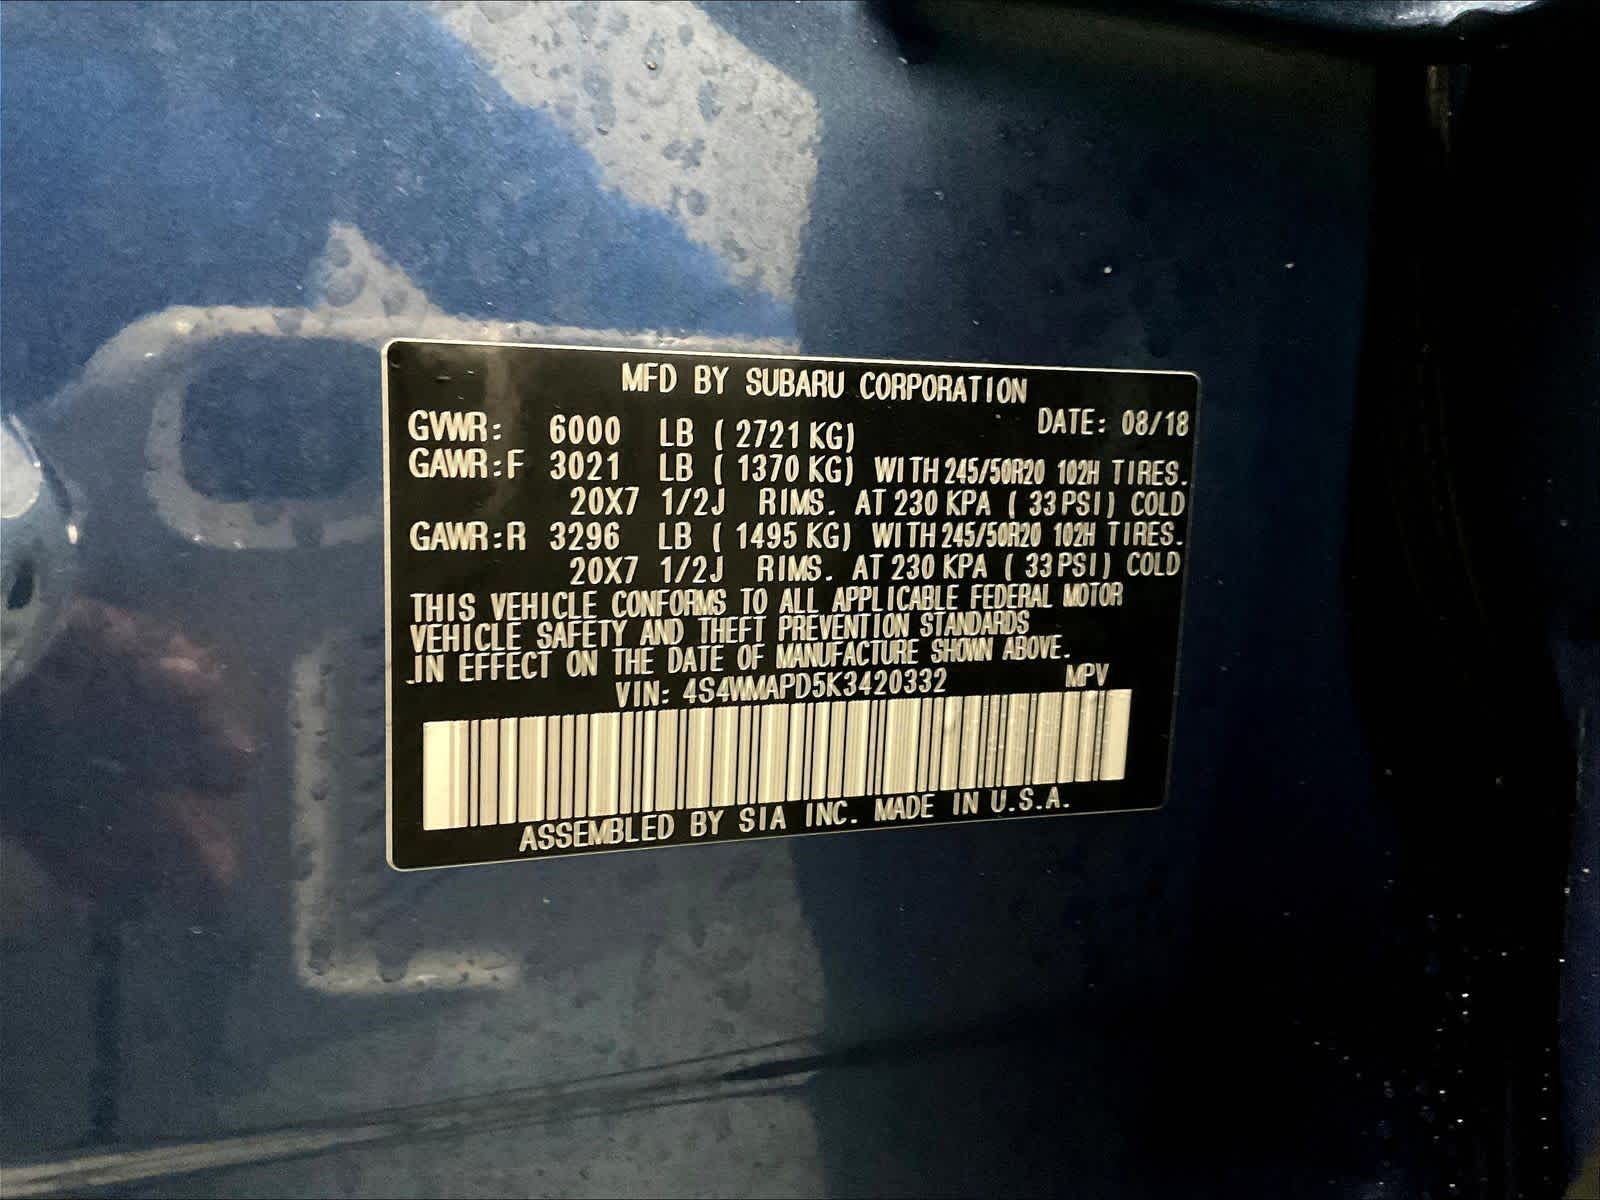 MFD BY SUBARU CORPORATION
DATE: 08/18
GVWR: 6000 LB ( 2721 KG)
GAWR:F 3021 LB ( 1370 KG) WITH 245/50R20 102H TIRES.
20X7 1/2J RIMS. AT 230 KPA ( 33 PSI) COLD
GAWR:R 3296 LB ( 1495 KG) WITH 245/50R20 102H TIRES.
20X7 1/2J RIMS. AT 230 KPA ( 33 PSI) COLD
THIS VEHICLE CONFORMS TO ALL APPLICABLE FEDERAL MOTOR
VEHICLE SAFETY AND THEFT PREVENTION STANDARDS
IN EFFECT ON THE DATE OF MANUFACTURE SHOWN ABOVE.
VIN: 4S4WMAPD5K3420332 MPV
ASSEMBLED BY SIA INC. MADE IN U.S.A.